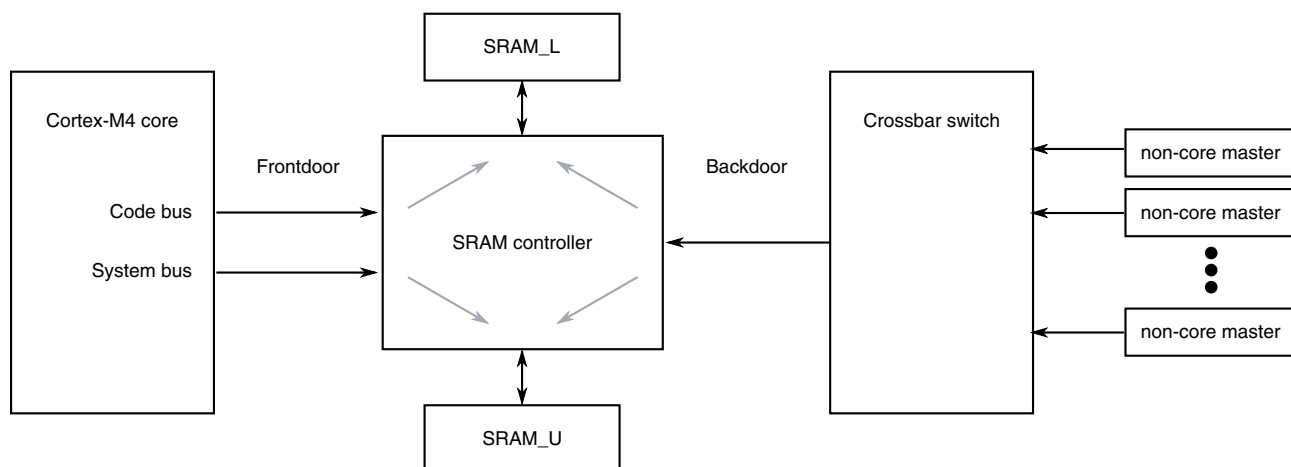 SRAM_L
Cortex-M4 core
Crossbar switch
Frontdoor
Backdoor
non-core master
Code bus
non-core master
SRAM controller
System bus
non-core master
SRAM_U